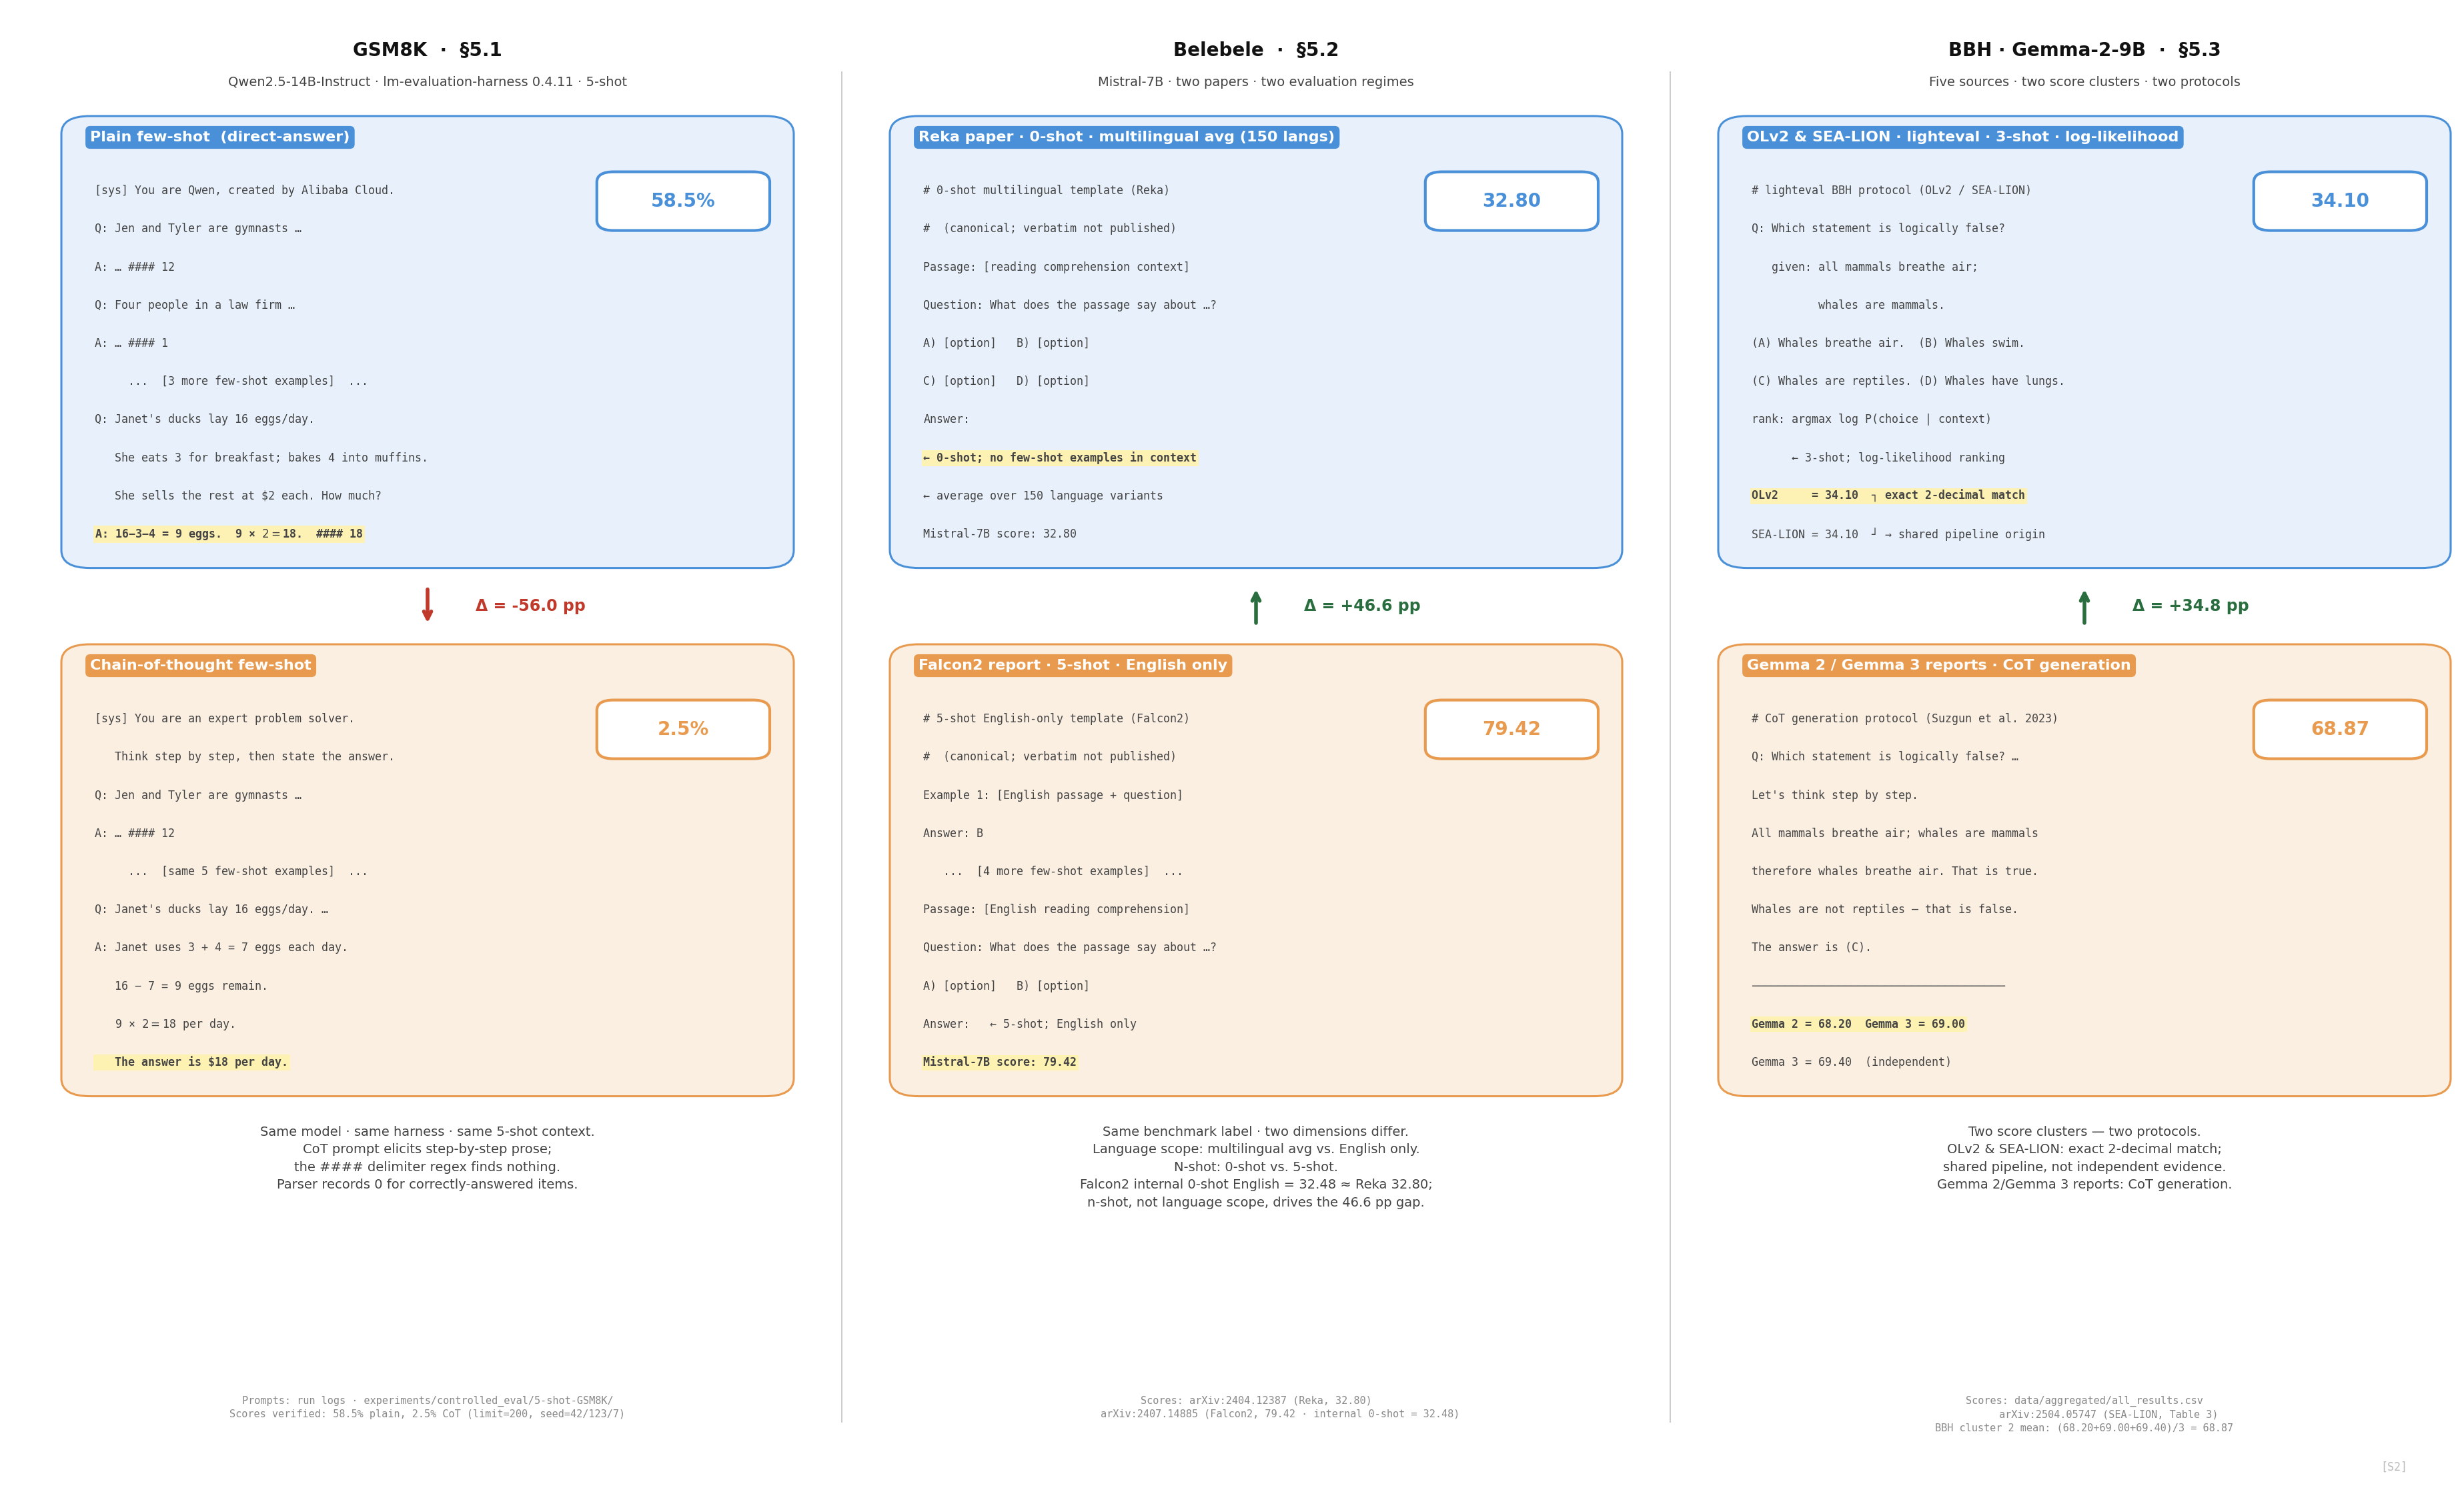 GSM8K · §5.1
Qwen2.5-14B-Instruct · lm-evaluation-harness 0.4.11 · 5-shot
Plain few-shot (direct-answer)
58.5%
[sys] You are Qwen, created by Alibaba Cloud.
Q: Jen and Tyler are gymnasts …
A: … #### 12
Q: Four people in a law firm …
A: … #### 1
... [3 more few-shot examples] ...
Q: Janet's ducks lay 16 eggs/day.
She eats 3 for breakfast; bakes 4 into muffins.
She sells the rest at $2 each. How much?
A: 16−3−4 = 9 eggs. 9 × 2 = 18. #### 18
Δ = -56.0 pp
Chain-of-thought few-shot
2.5%
[sys] You are an expert problem solver.
Think step by step, then state the answer.
Q: Jen and Tyler are gymnasts …
A: … #### 12
... [same 5 few-shot examples] ...
Q: Janet's ducks lay 16 eggs/day. …
A: Janet uses 3 + 4 = 7 eggs each day.
16 − 7 = 9 eggs remain.
9 × 2 = 18 per day.
The answer is $18 per day.
Same model · same harness · same 5-shot context.
CoT prompt elicits step-by-step prose;
the #### delimiter regex finds nothing.
Parser records 0 for correctly-answered items.
Prompts: run logs · experiments/controlled_eval/5-shot-GSM8K/
Scores verified: 58.5% plain, 2.5% CoT (limit=200, seed=42/123/7)
Belebele · §5.2
Mistral-7B · two papers · two evaluation regimes
Reka paper · 0-shot · multilingual avg (150 langs)
32.80
# 0-shot multilingual template (Reka)
# (canonical; verbatim not published)
Passage: [reading comprehension context]
Question: What does the passage say about …?
A) [option] B) [option]
C) [option] D) [option]
Answer:
← 0-shot; no few-shot examples in context
← average over 150 language variants
Mistral-7B score: 32.80
Δ = +46.6 pp
Falcon2 report · 5-shot · English only
79.42
# 5-shot English-only template (Falcon2)
# (canonical; verbatim not published)
Example 1: [English passage + question]
Answer: B
... [4 more few-shot examples] ...
Passage: [English reading comprehension]
Question: What does the passage say about …?
A) [option] B) [option]
Answer: ← 5-shot; English only
Mistral-7B score: 79.42
Same benchmark label · two dimensions differ.
Language scope: multilingual avg vs. English only.
N-shot: 0-shot vs. 5-shot.
Falcon2 internal 0-shot English = 32.48 ≈ Reka 32.80;
n-shot, not language scope, drives the 46.6 pp gap.
Scores: arXiv:2404.12387 (Reka, 32.80)
arXiv:2407.14885 (Falcon2, 79.42 · internal 0-shot = 32.48)
BBH · Gemma-2-9B · §5.3
Five sources · two score clusters · two protocols
OLv2 & SEA-LION · lighteval · 3-shot · log-likelihood
34.10
# lighteval BBH protocol (OLv2 / SEA-LION)
Q: Which statement is logically false?
given: all mammals breathe air;
whales are mammals.
(A) Whales breathe air. (B) Whales swim.
(C) Whales are reptiles. (D) Whales have lungs.
rank: argmax log P(choice | context)
← 3-shot; log-likelihood ranking
OLv2 = 34.10 ┐ exact 2-decimal match
SEA-LION = 34.10 ┘ → shared pipeline origin
Δ = +34.8 pp
Gemma 2 / Gemma 3 reports · CoT generation
68.87
# CoT generation protocol (Suzgun et al. 2023)
Q: Which statement is logically false? …
Let's think step by step.
All mammals breathe air; whales are mammals
therefore whales breathe air. That is true.
Whales are not reptiles — that is false.
The answer is (C).
Gemma 2 = 68.20 Gemma 3 = 69.00
Gemma 3 = 69.40 (independent)
Two score clusters — two protocols.
OLv2 & SEA-LION: exact 2-decimal match;
shared pipeline, not independent evidence.
Gemma 2/Gemma 3 reports: CoT generation.
Scores: data/aggregated/all_results.csv
arXiv:2504.05747 (SEA-LION, Table 3)
BBH cluster 2 mean: (68.20+69.00+69.40)/3 = 68.87
[S2]